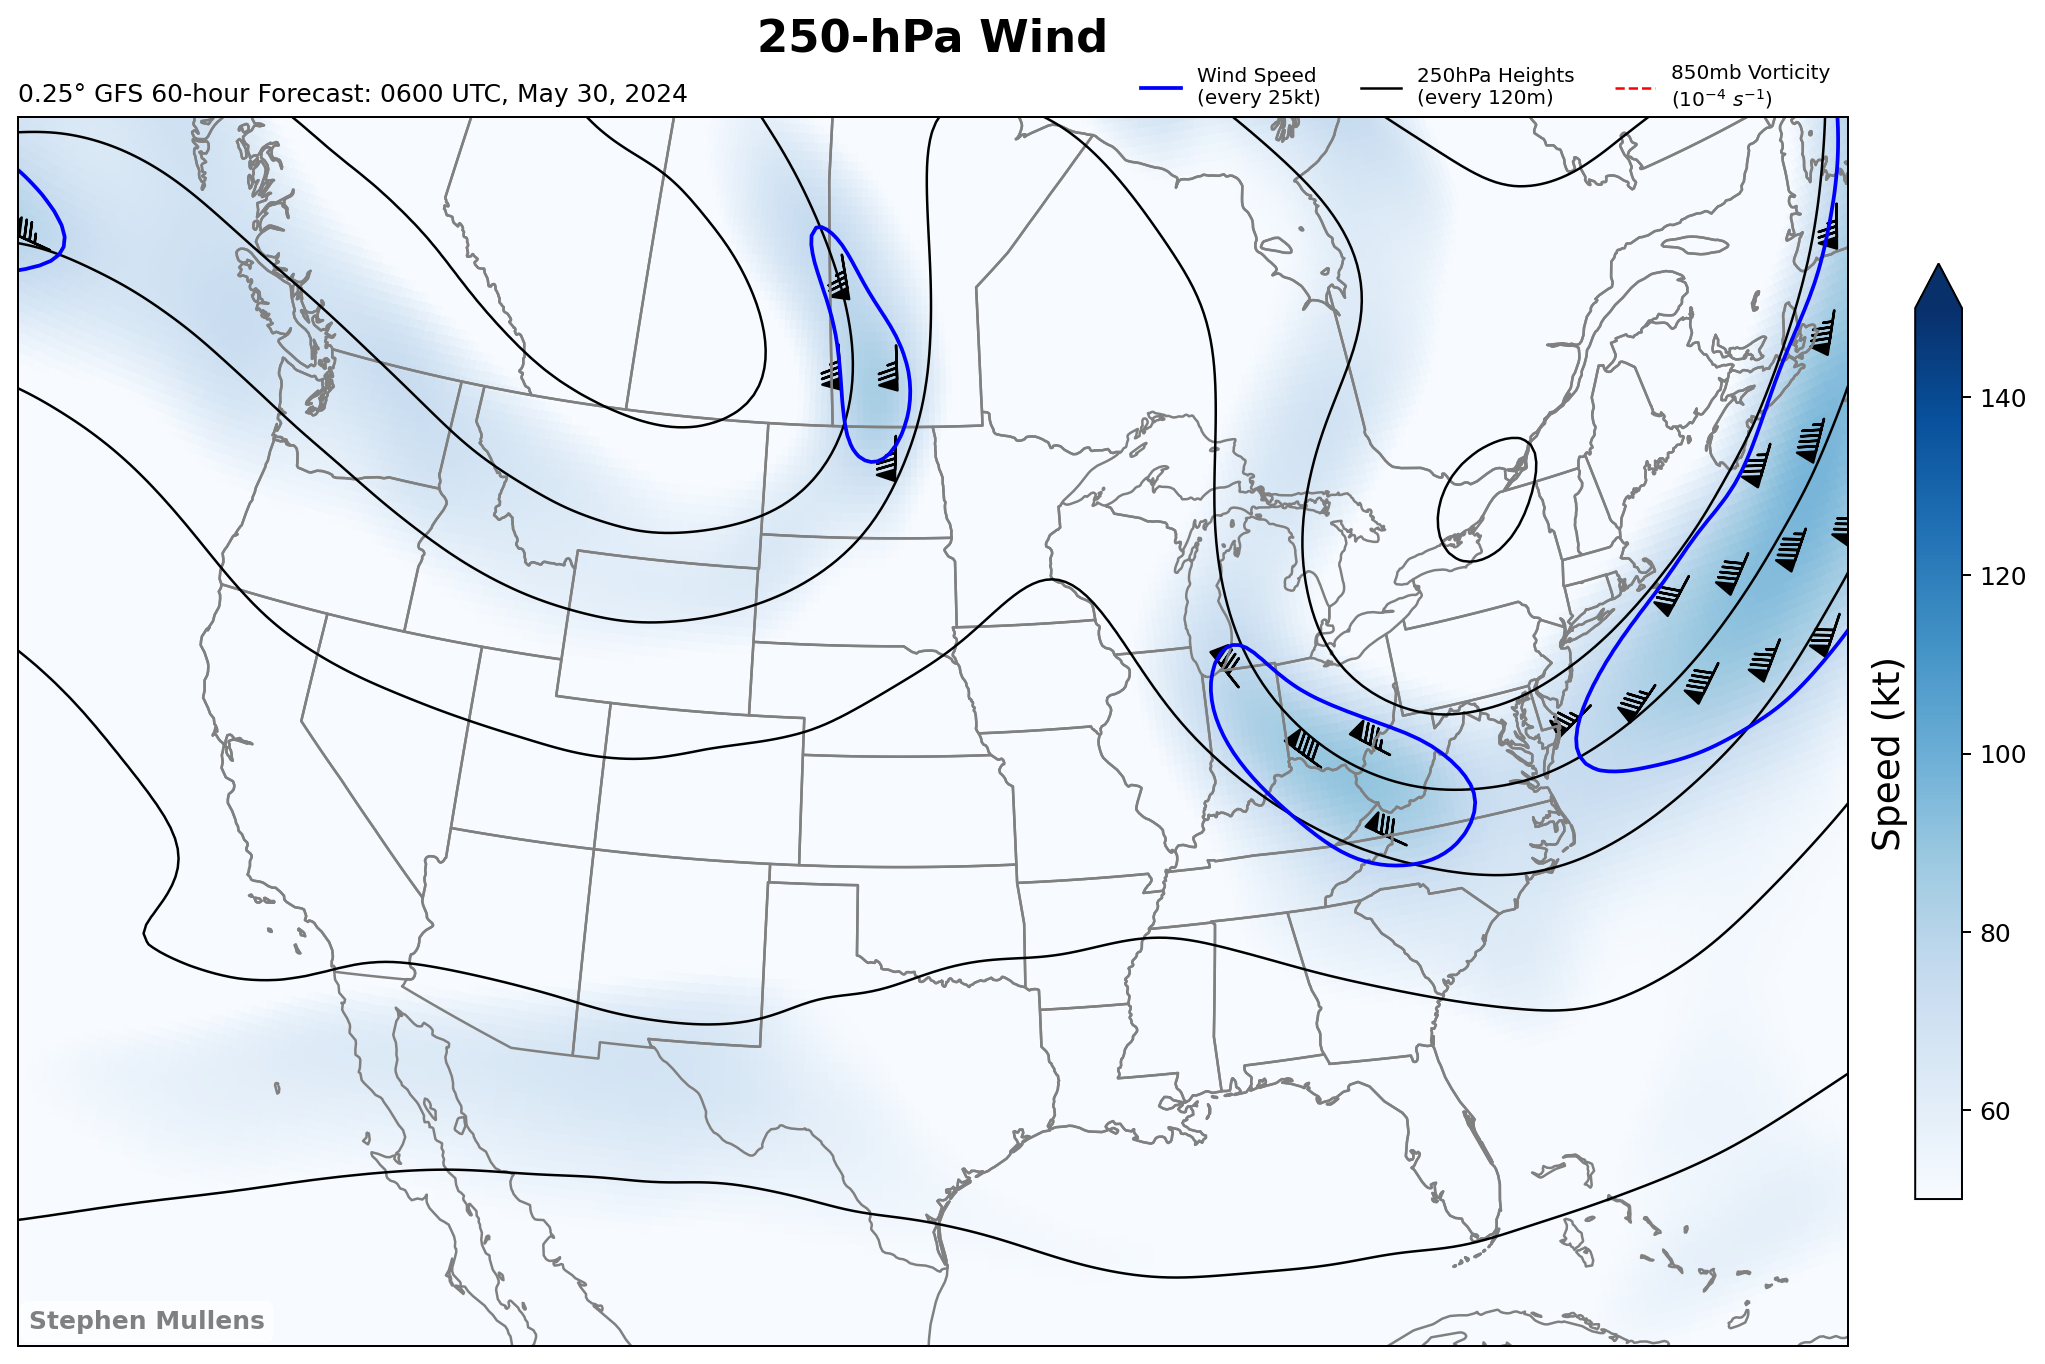 250-hPa Wind
0.25° GFS 60-hour Forecast: 0600 UTC, May 30, 2024
Wind Speed
(every 25kt)
250hPa Heights
(every 120m)
850mb Vorticity
(10⁻⁴ s⁻¹)
140
120
100
80
60
Speed (kt)
Stephen Mullens